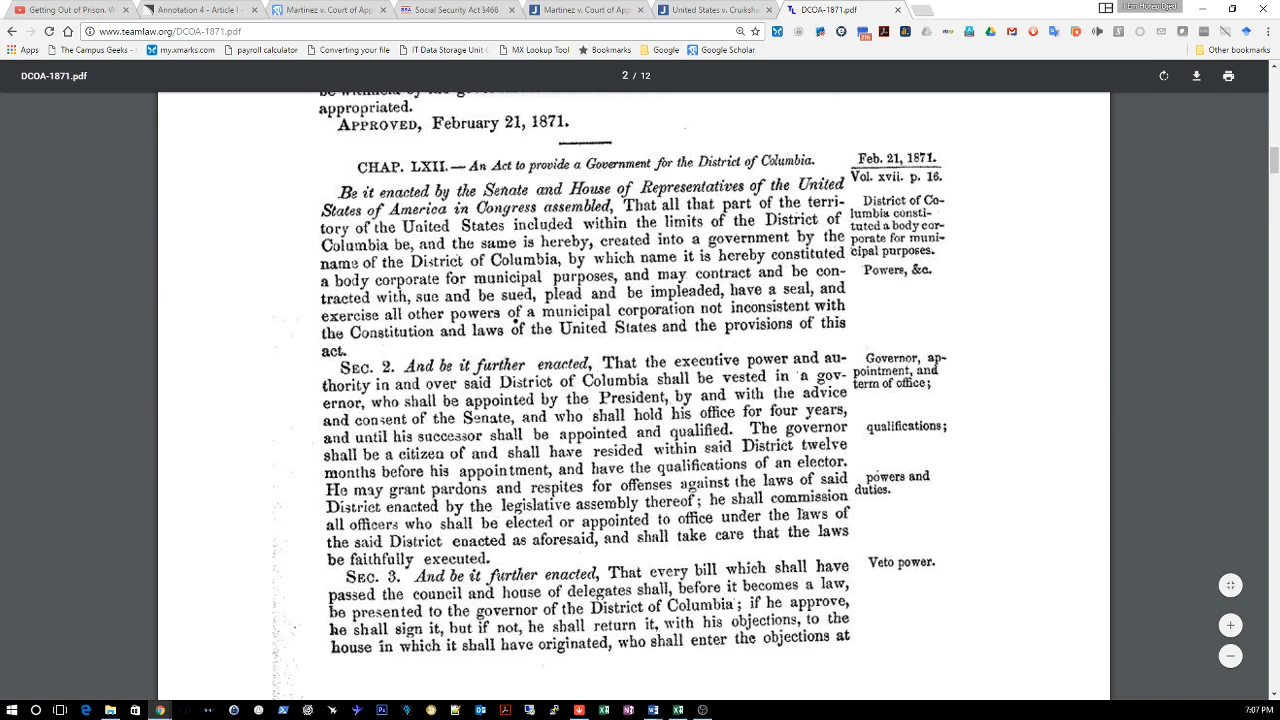 Getting Out of Prison. W
Annotation 4 - Article I -
Martinez v. Court of App
Social Security Act §466
Martinez v. Court of App
United States v. Cruiksha
DCOA-1871.pdf
www.teamlaw.org/DCOA-1871.pdf
Apps
The Campus Geeks - C
my.marks.com
payroll calculator
Converting your file
IT Data Storage Unit C
MX Lookup Tool
Bookmarks
Google
Google Scholar
Other bookmarks
DCOA-1871.pdf
2 / 12
appropriated.
APPROVED, February 21, 1871.
CHAP. LXII. — An Act to provide a Government for the District of Columbia.
Feb. 21, 1871.
Vol. xvii. p. 16.
Be it enacted by the Senate and House of Representatives of the United
States of America in Congress assembled, That all that part of the terri-
tory of the United States included within the limits of the District of
Columbia be, and the same is hereby, created into a government by the
name of the District of Columbia, by which name it is hereby constituted
a body corporate for municipal purposes, and may contract and be con-
tracted with, sue and be sued, plead and be impleaded, have a seal, and
exercise all other powers of a municipal corporation not inconsistent with
the Constitution and laws of the United States and the provisions of this
act.
District of Co-
lumbia consti-
tuted a body cor-
porate for muni-
cipal purposes.
Powers, &c.
SEC. 2. And be it further enacted, That the executive power and au-
thority in and over said District of Columbia shall be vested in a gov-
ernor, who shall be appointed by the President, by and with the advice
and consent of the Senate, and who shall hold his office for four years,
and until his successor shall be appointed and qualified. The governor
shall be a citizen of and shall have resided within said District twelve
months before his appointment, and have the qualifications of an elector.
He may grant pardons and respites for offenses against the laws of said
District enacted by the legislative assembly thereof; he shall commission
all officers who shall be elected or appointed to office under the laws of
the said District enacted as aforesaid, and shall take care that the laws
be faithfully executed.
Governor, ap-
pointment, and
term of office;
qualifications;
powers and
duties.
SEC. 3. And be it further enacted, That every bill which shall have
passed the council and house of delegates shall, before it becomes a law,
be presented to the governor of the District of Columbia; if he approve,
he shall sign it, but if not, he shall return it, with his objections, to the
house in which it shall have originated, who shall enter the objections at
Veto power.
7:07 PM